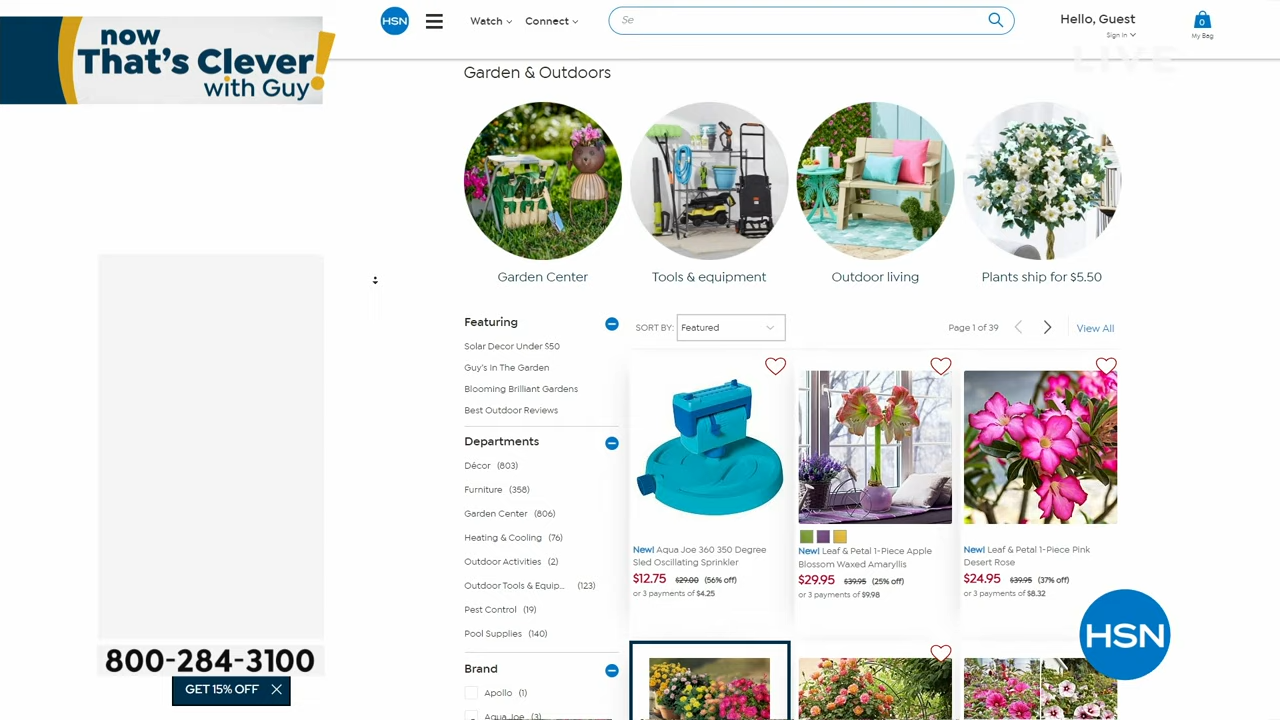 now
That's Clever!
with Guy
HSN
Watch
Connect
Se
Hello, Guest
Sign In
0
My Bag
LIVE
Garden & Outdoors
Garden Center
Tools & equipment
Outdoor living
Plants ship for $5.50
Featuring
Solar Decor Under $50
Guy's In The Garden
Blooming Brilliant Gardens
Best Outdoor Reviews
Departments
Décor (803)
Furniture (358)
Garden Center (806)
Heating & Cooling (76)
Outdoor Activities (2)
Outdoor Tools & Equip... (123)
Pest Control (19)
Pool Supplies (140)
Brand
Apollo (1)
Aqua Joe (3)
SORT BY: Featured
Page 1 of 39
View All
New! Aqua Joe 360 350 Degree
Sled Oscillating Sprinkler
$12.75 $29.00 (56% off)
or 3 payments of $4.25
New! Leaf & Petal 1-Piece Apple
Blossom Waxed Amaryllis
$29.95 $39.95 (25% off)
or 3 payments of $9.98
New! Leaf & Petal 1-Piece Pink
Desert Rose
$24.95 $39.95 (37% off)
or 3 payments of $8.32
HSN
800-284-3100
GET 15% OFF